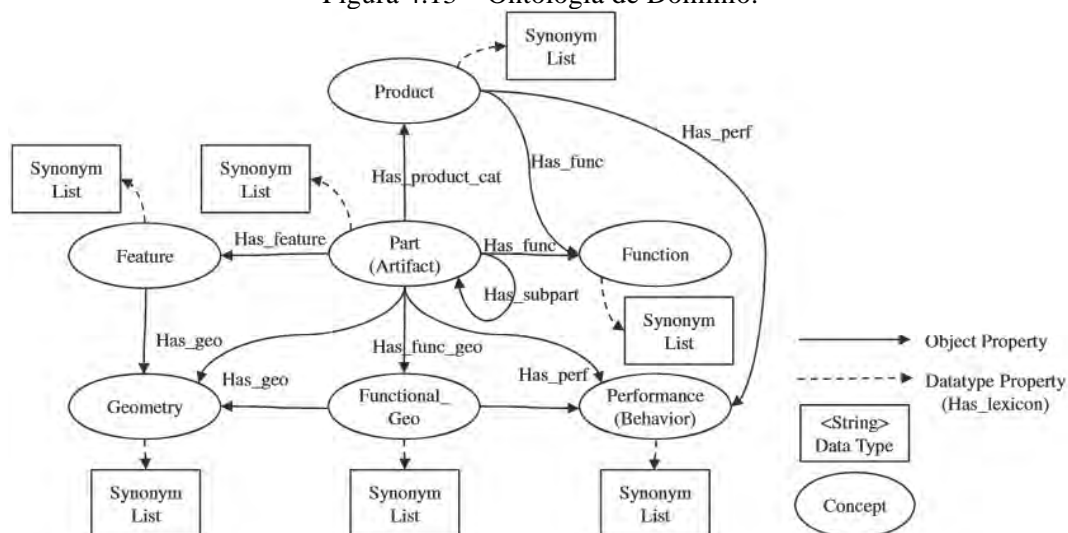 Figura 4.13 – Ontologia de Domínio.
Synonym
List
Product
Has_perf
Synonym
List
Synonym
List
Has_product_cat
Has_func
Feature
Has_feature
Part
(Artifact)
Has_func
Function
Has_subpart
Synonym
List
Has_geo
Has_func_geo
Has_geo
Has_perf
Geometry
Functional_
Geo
Performance
(Behavior)
Synonym
List
Synonym
List
Synonym
List
Object Property
Datatype Property
(Has_lexicon)
<String>
Data Type
Concept